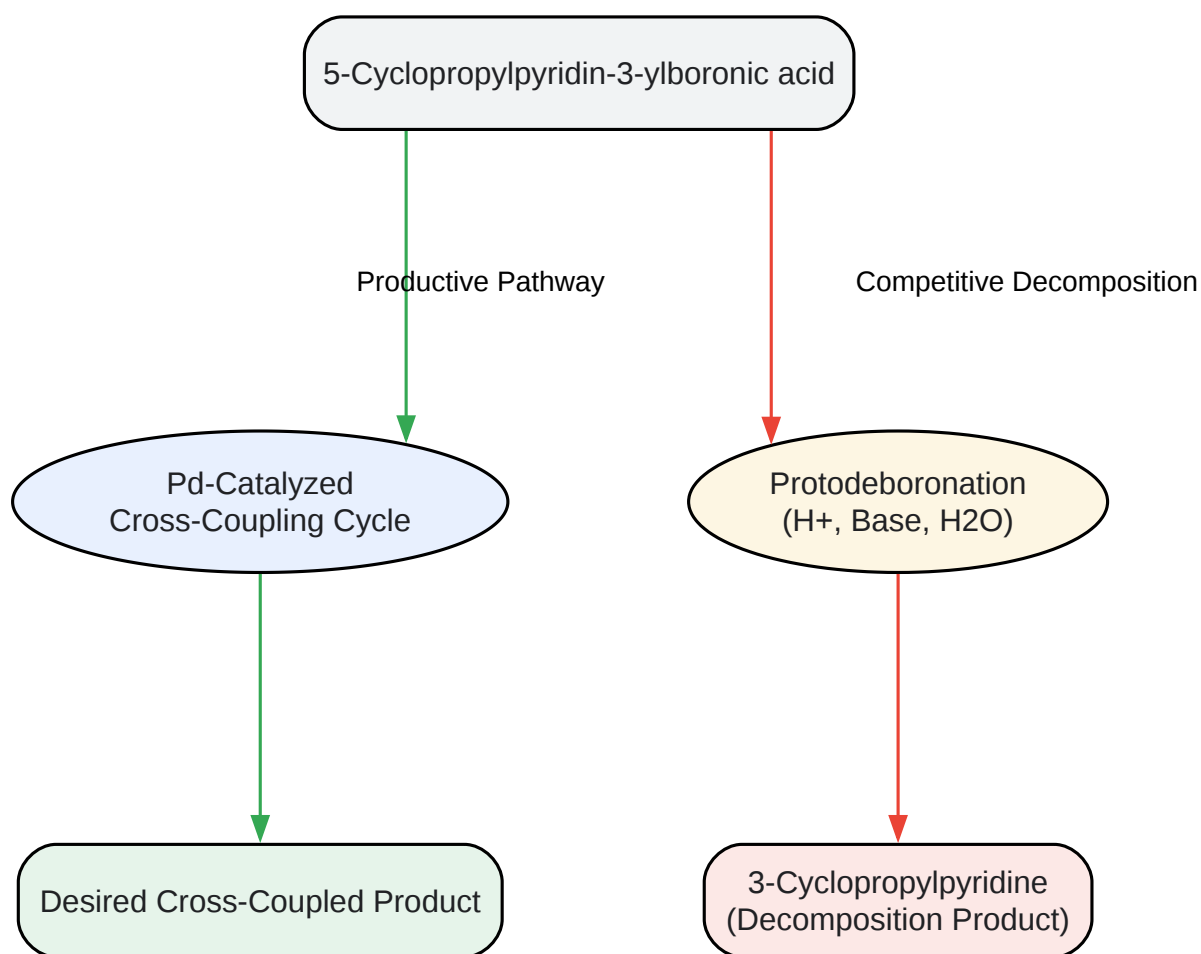 5-Cyclopropylpyridin-3-ylboronic acid
Productive Pathway
Competitive Decomposition
Pd-Catalyzed
Cross-Coupling Cycle
Protodeboronation
(H+, Base, H2O)
Desired Cross-Coupled Product
3-Cyclopropylpyridine
(Decomposition Product)